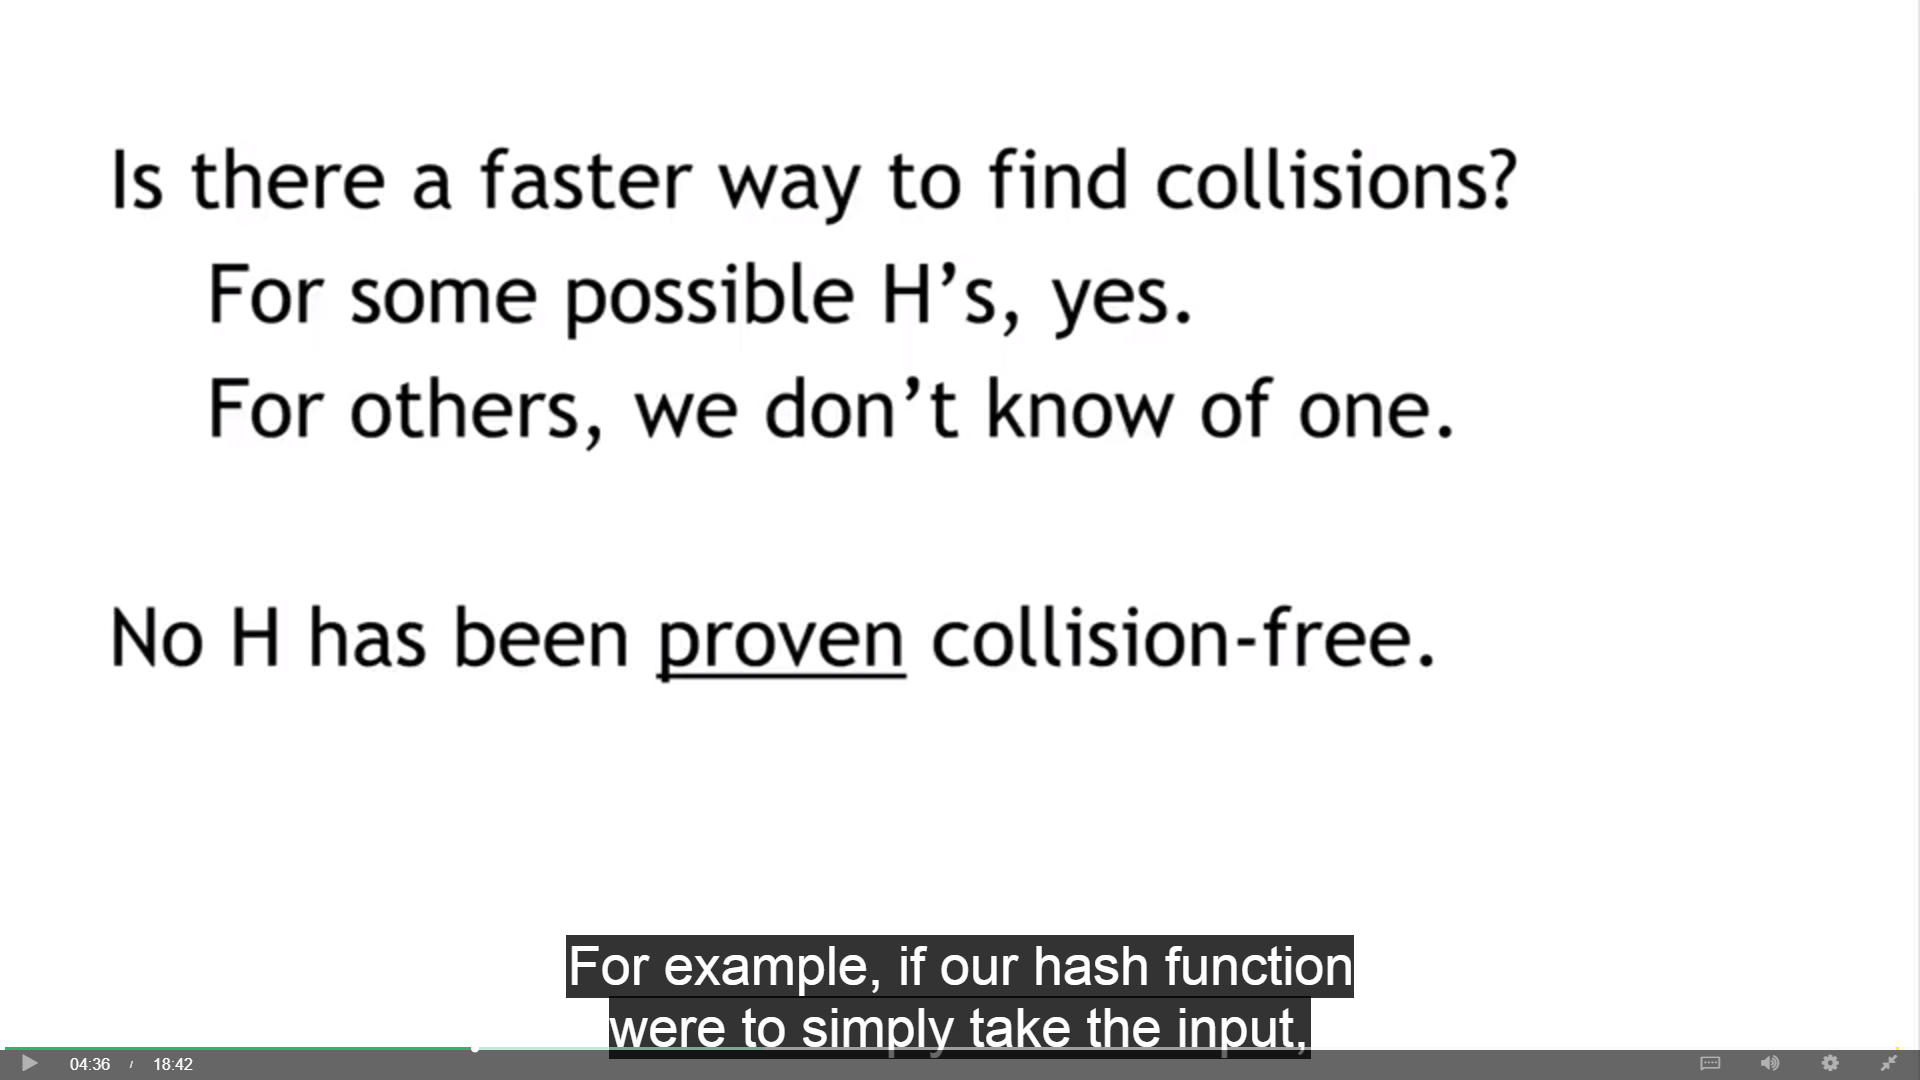 Is there a faster way to find collisions?
For some possible H’s, yes.
For others, we don’t know of one.
No H has been proven collision-free.
For example, if our hash function
were to simply take the input,
04:36 / 18:42